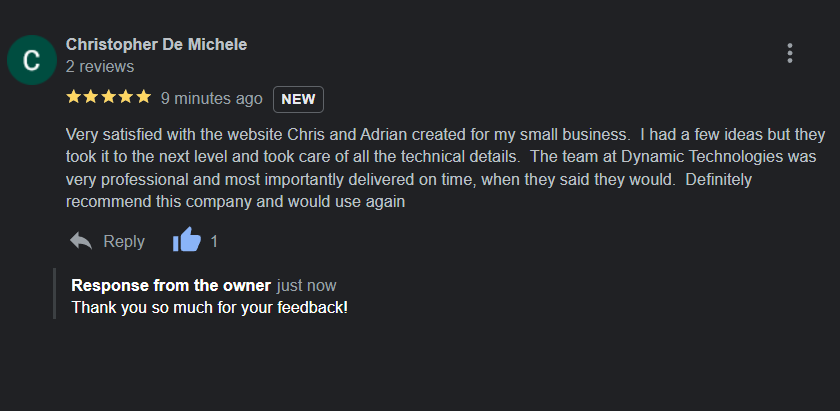 C
Christopher De Michele
2 reviews
9 minutes ago NEW
Very satisfied with the website Chris and Adrian created for my small business.  I had a few ideas but they
took it to the next level and took care of all the technical details.  The team at Dynamic Technologies was
very professional and most importantly delivered on time, when they said they would.  Definitely
recommend this company and would use again
Reply 1
Response from the owner just now
Thank you so much for your feedback!